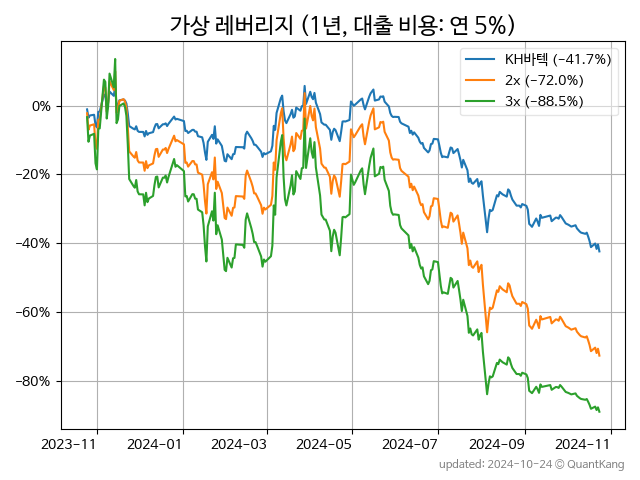 가상 레버리지 (1년, 대출 비용: 연 5%)
KH바텍 (−41.7%)
2x (−72.0%)
3x (−88.5%)
0%
−20%
−40%
−60%
−80%
2023−11 2024−01 2024−03 2024−05 2024−07 2024−09 2024−11
updated: 2024-10-24 © QuantKang